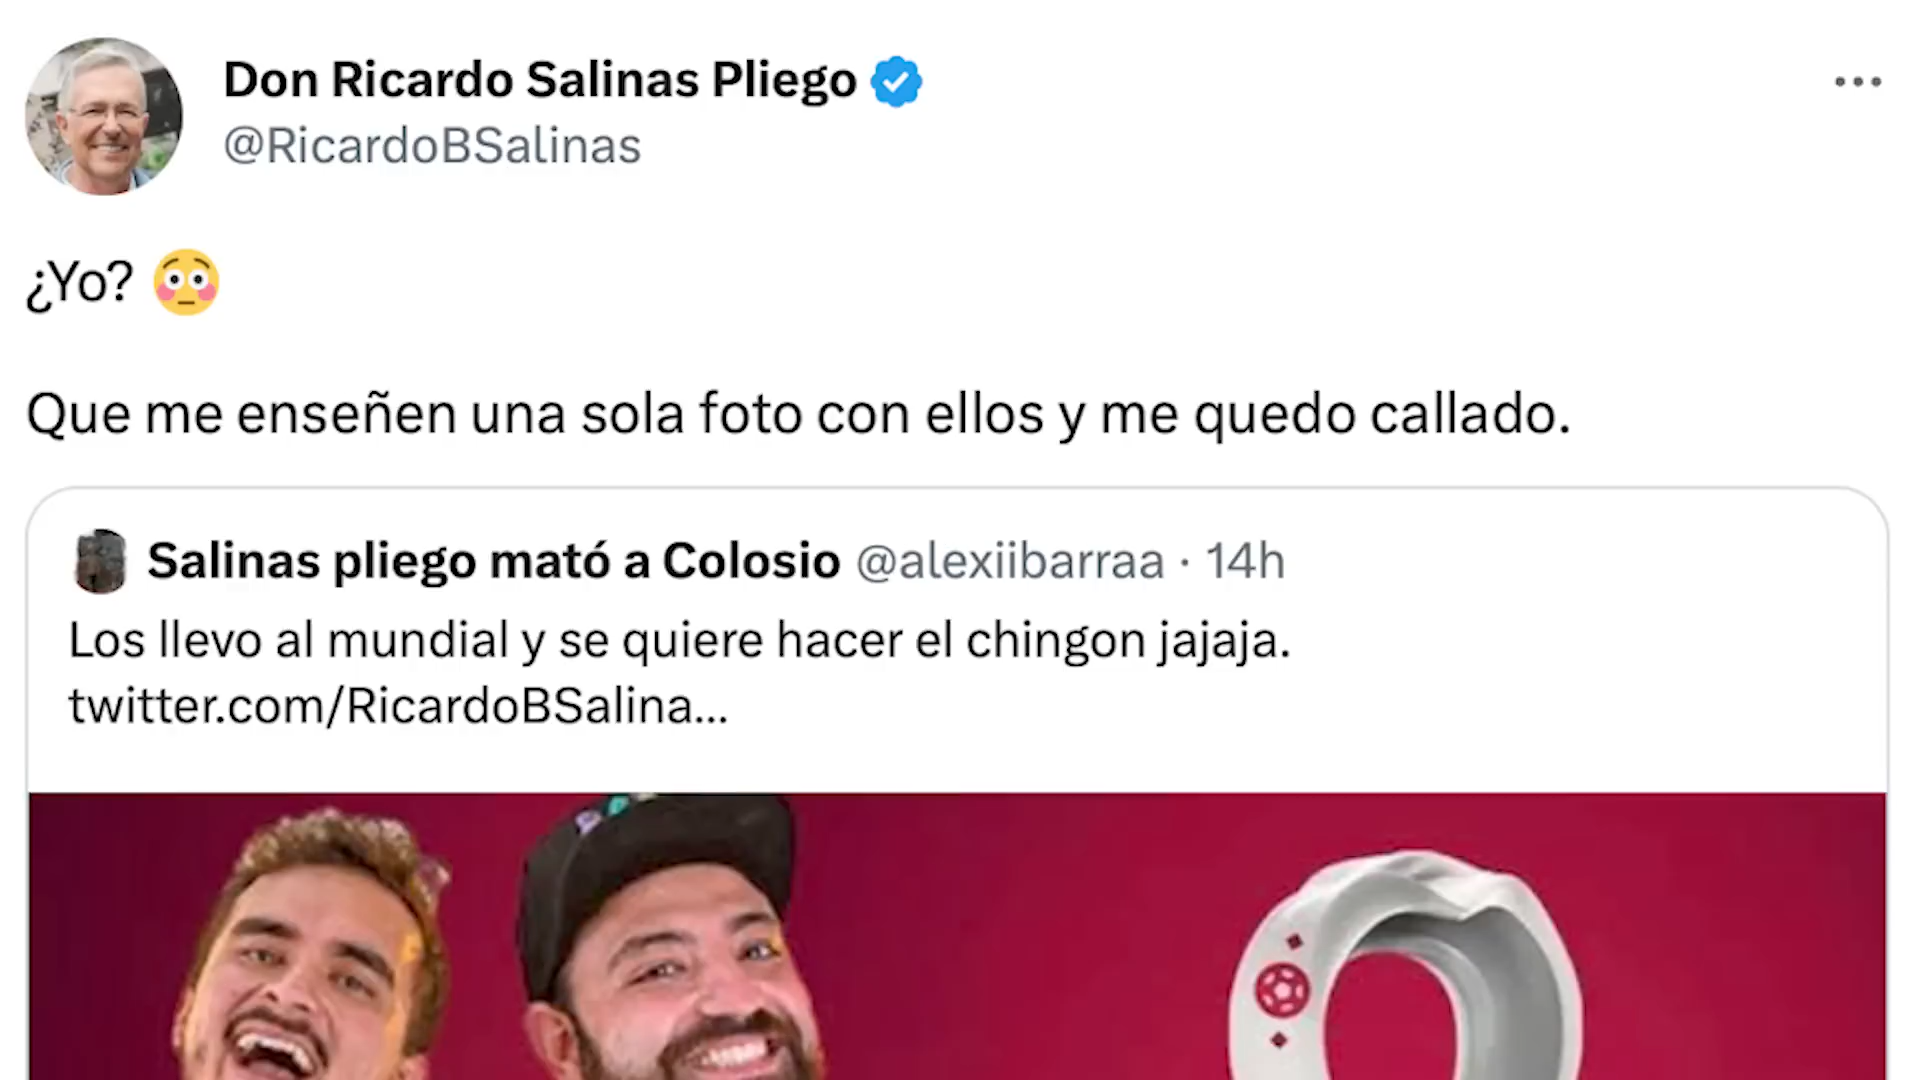 Don Ricardo Salinas Pliego
@RicardoBSalinas
¿Yo? 😳
Que me enseñen una sola foto con ellos y me quedo callado.
Salinas pliego mató a Colosio @alexiibarraa · 14h
Los llevo al mundial y se quiere hacer el chingon jajaja.
twitter.com/RicardoBSalina...